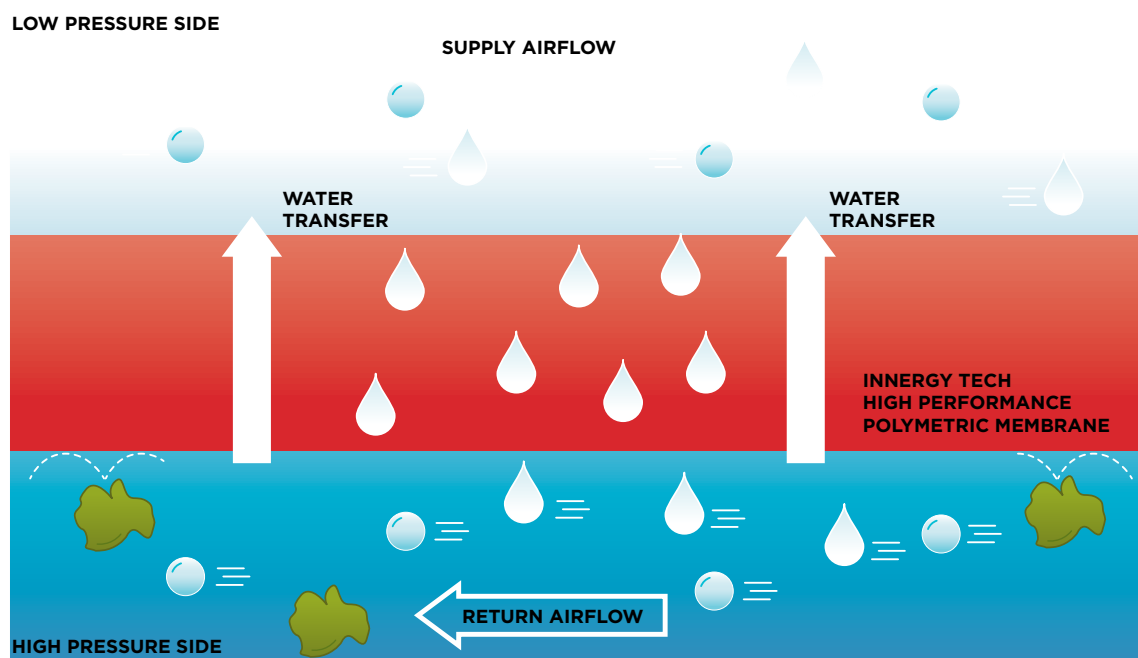 LOW PRESSURE SIDE
SUPPLY AIRFLOW
WATER
TRANSFER
WATER
TRANSFER
INNERGY TECH
HIGH PERFORMANCE
POLYMETRIC MEMBRANE
RETURN AIRFLOW
HIGH PRESSURE SIDE